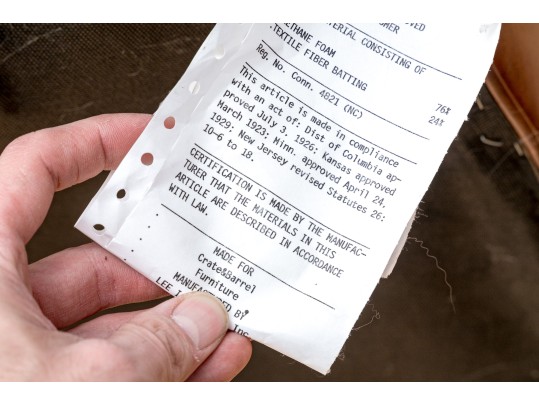 OVED
ERIAL CONSISTING OF
ETHANE FOAM
TEXTILE FIBER BATTING
76%
24%
Reg. No. Conn. 4821 (NC)
This article is made in compliance
with an act of: Dist of Columbia ap-
proved July 3, 1926; Kansas approved
March 1923; Minn. approved April 24,
1929; New Jersey revised Statutes 26:
10-6 to 18.
CERTIFICATION IS MADE BY THE MANUFAC-
TURER THAT THE MATERIALS IN THIS
ARTICLE ARE DESCRIBED IN ACCORDANCE
WITH LAW.
MADE FOR
Crate&Barrel
Furniture
MANUFACTURED BY
LEE I
Inc